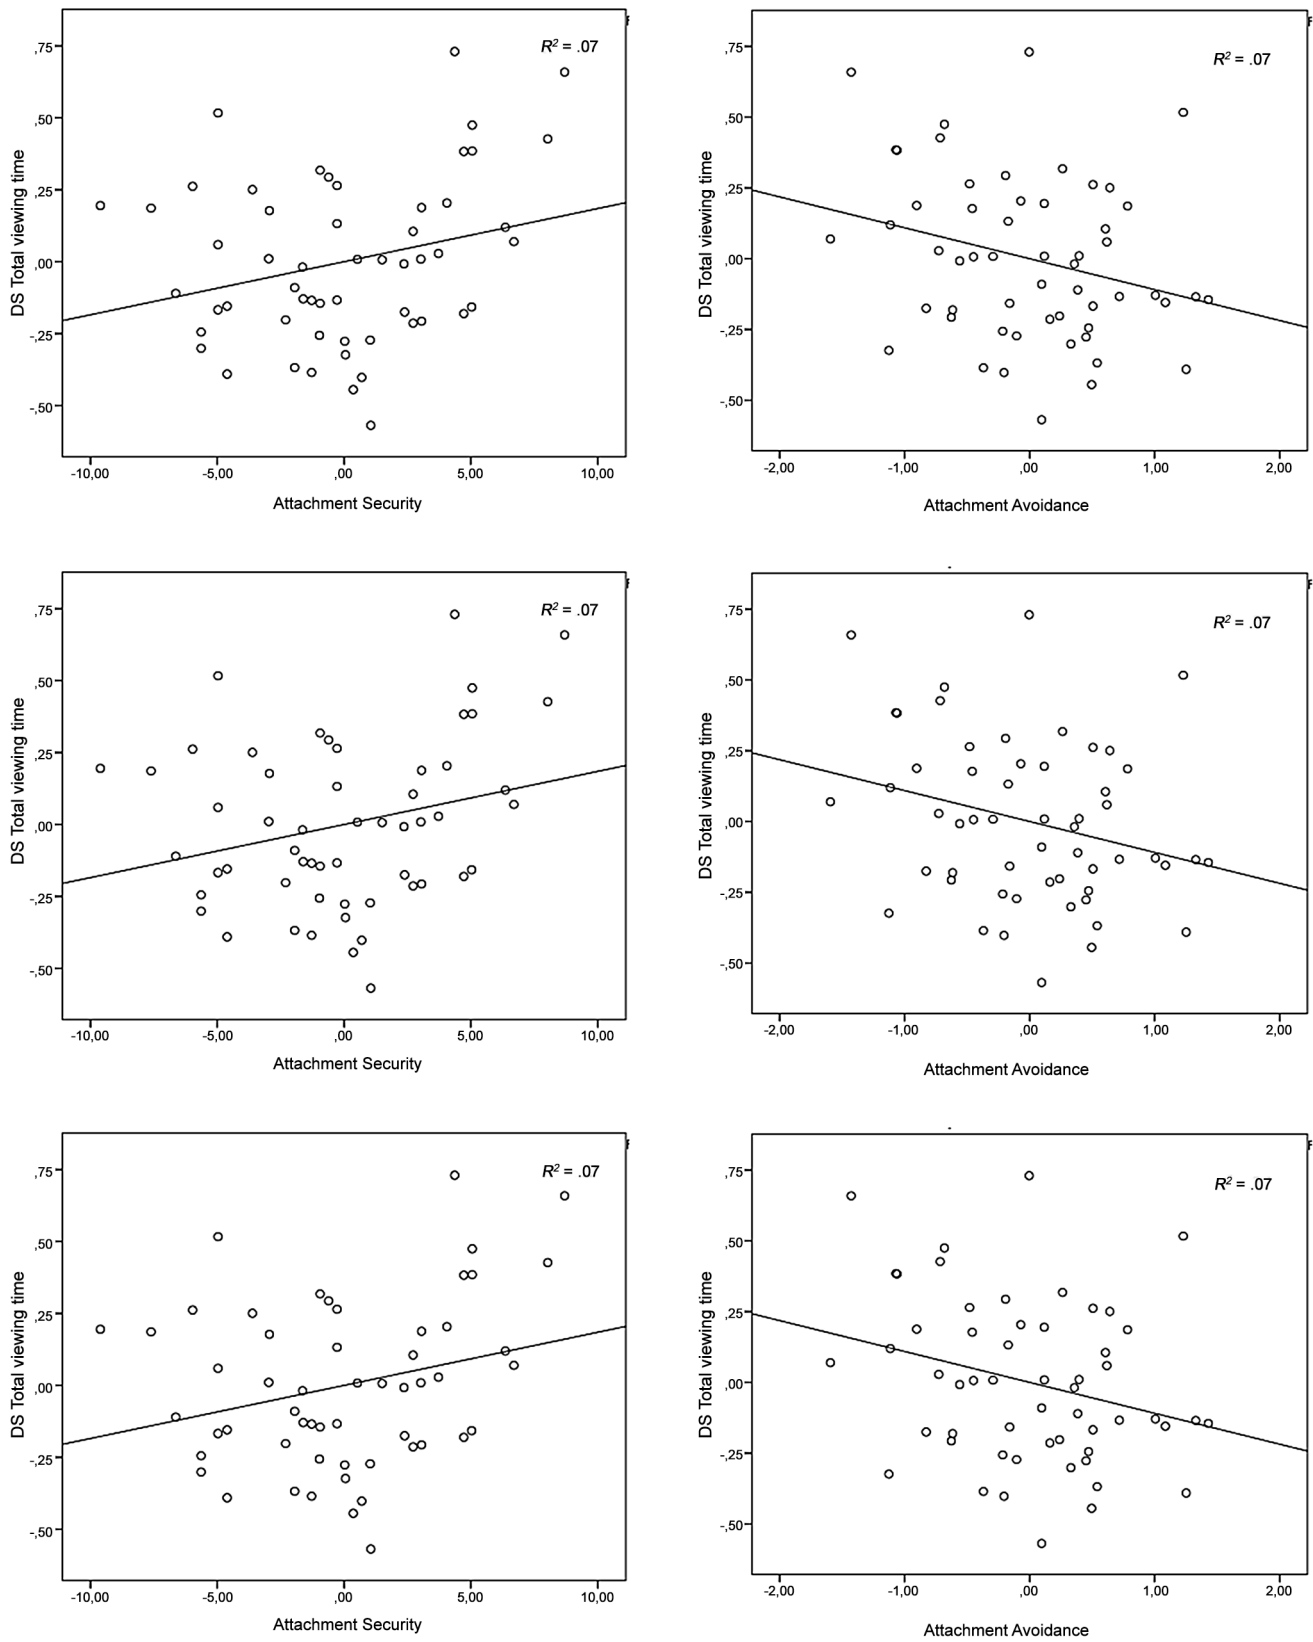 R² = .07
,75
,50
,25
,00
-,25
-,50
DS Total viewing time
-10,00 -5,00 ,00 5,00 10,00
Attachment Security
R² = .07
,75
,50
,25
,00
-,25
-,50
DS Total viewing time
-2,00 -1,00 ,00 1,00 2,00
Attachment Avoidance
R² = .07
,75
,50
,25
,00
-,25
-,50
DS Total viewing time
-10,00 -5,00 ,00 5,00 10,00
Attachment Security
R² = .07
,75
,50
,25
,00
-,25
-,50
DS Total viewing time
-2,00 -1,00 ,00 1,00 2,00
Attachment Avoidance
R² = .07
,75
,50
,25
,00
-,25
-,50
DS Total viewing time
-10,00 -5,00 ,00 5,00 10,00
Attachment Security
R² = .07
,75
,50
,25
,00
-,25
-,50
DS Total viewing time
-2,00 -1,00 ,00 1,00 2,00
Attachment Avoidance